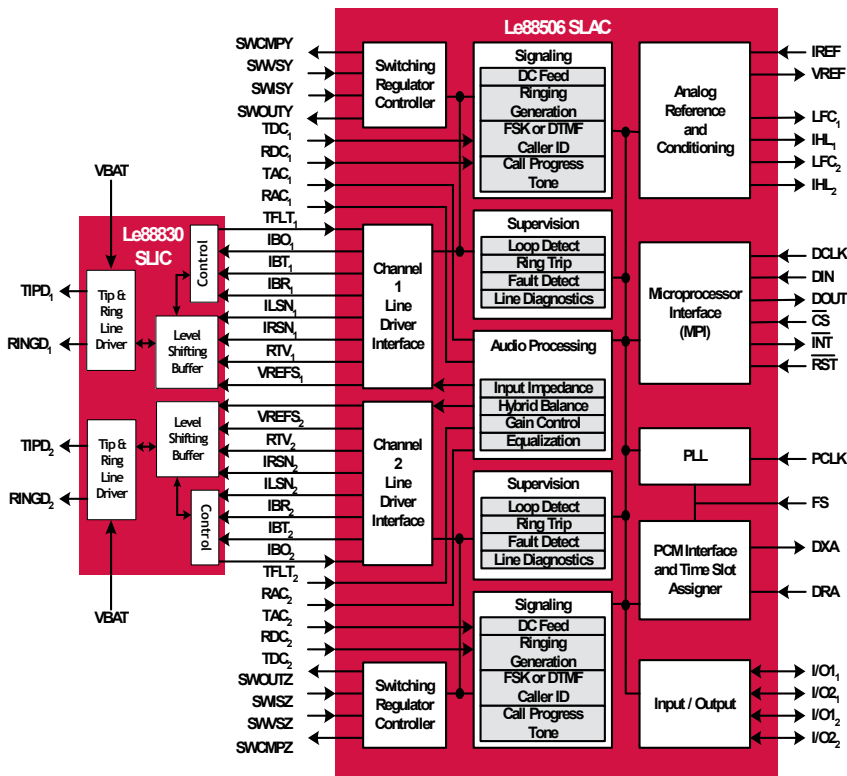 Le88506 SLAC
SWCMPY
SWVSY
SWISY
SWOUTY
TDC1
RDC1
TAC1
RAC1
TFLT1
IBO1
IBT1
IBR1
ILSN1
IRSN1
RTV1
VREFS1
VREFS2
RTV2
IRSN2
ILSN2
IBR2
IBT2
IBO2
TFLT2
RAC2
TAC2
RDC2
TDC2
SWOUTZ
SWISZ
SWVSZ
SWCMPZ
VBAT
Le88830
SLIC
Control
TIPD1
RINGD1
Tip &
Ring
Line
Driver
Level
Shifting
Buffer
TIPD2
RINGD2
Tip &
Ring
Line
Driver
Level
Shifting
Buffer
Control
VBAT
Switching
Regulator
Controller
Channel
1
Line
Driver
Interface
Channel
2
Line
Driver
Interface
Switching
Regulator
Controller
Signaling
DC Feed
Ringing
Generation
FSK or DTMF
Caller ID
Call Progress
Tone
Supervision
Loop Detect
Ring Trip
Fault Detect
Line Diagnostics
Audio Processing
Input Impedance
Hybrid Balance
Gain Control
Equalization
Supervision
Loop Detect
Ring Trip
Fault Detect
Line Diagnostics
Signaling
DC Feed
Ringing
Generation
FSK or DTMF
Caller ID
Call Progress
Tone
Analog
Reference
and
Conditioning
Microprocessor
Interface
(MPI)
PLL
PCM Interface
and Time Slot
Assigner
Input / Output
IREF
VREF
LFC1
IHL1
LFC2
IHL2
DCLK
DIN
DOUT
CS
INT
RST
PCLK
FS
DXA
DRA
I/O11
I/O21
I/O12
I/O22